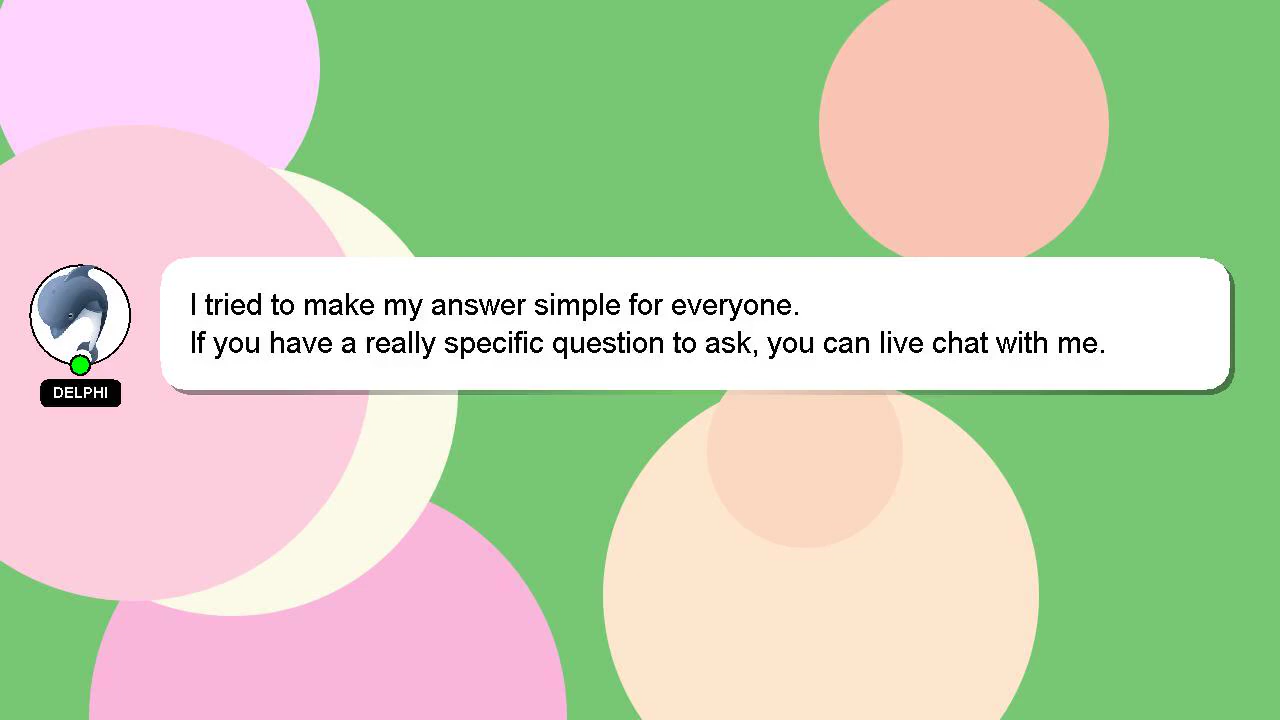 I tried to make my answer simple for everyone.
If you have a really specific question to ask, you can live chat with me.
DELPHI